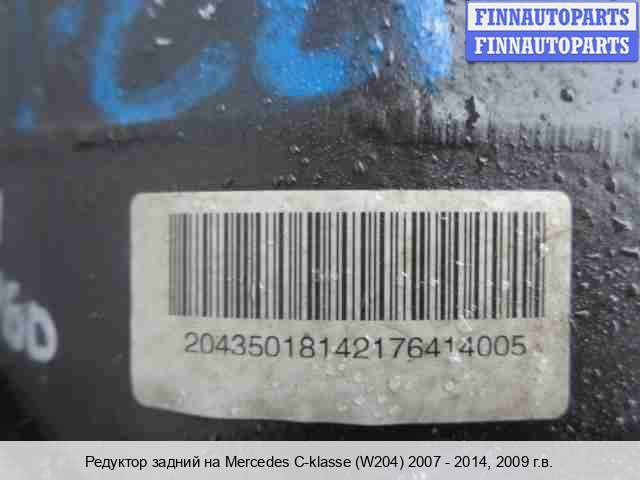 FINNAUTOPARTS
FINNAUTOPARTS
20435018142176414005
Редуктор задний на Mercedes C-klasse (W204) 2007 - 2014, 2009 г.в.